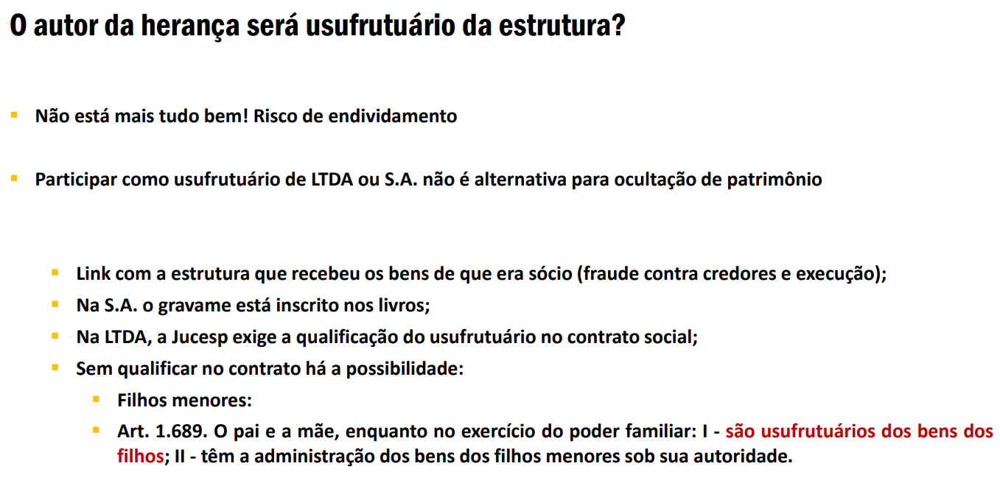 O autor da herança será usufrutuário da estrutura?
Não está mais tudo bem! Risco de endividamento
Participar como usufrutuário de LTDA ou S.A. não é alternativa para ocultação de patrimônio
Link com a estrutura que recebeu os bens de que era sócio (fraude contra credores e execução);
Na S.A. o gravame está inscrito nos livros;
Na LTDA, a Jucesp exige a qualificação do usufrutuário no contrato social;
Sem qualificar no contrato há a possibilidade:
Filhos menores:
Art. 1.689. O pai e a mãe, enquanto no exercício do poder familiar: I - são usufrutuários dos bens dos
filhos; II - têm a administração dos bens dos filhos menores sob sua autoridade.